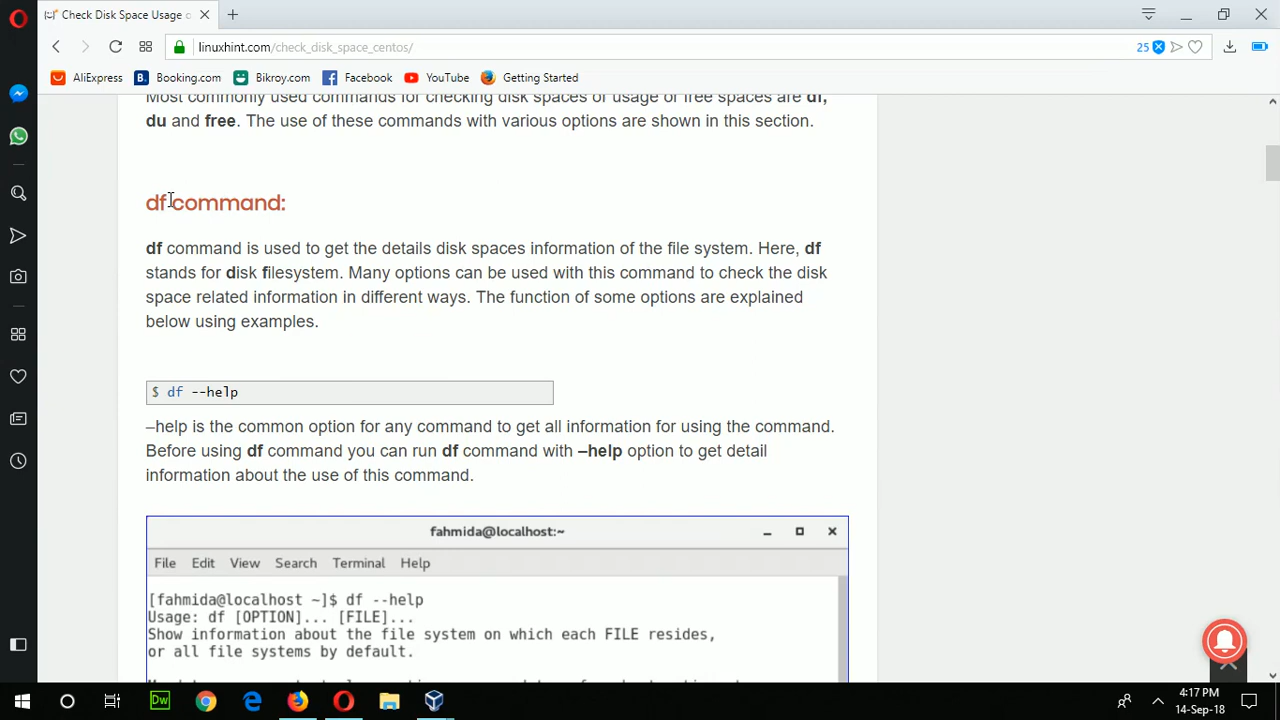 Check Disk Space Usage o
linuxhint.com/check_disk_space_centos/
25
AliExpress
B. Booking.com
Bikroy.com
Facebook
YouTube
Getting Started
Most commonly used commands for checking disk spaces of usage or free spaces are df,
du and free. The use of these commands with various options are shown in this section.
df command:
df command is used to get the details disk spaces information of the file system. Here, df
stands for disk filesystem. Many options can be used with this command to check the disk
space related information in different ways. The function of some options are explained
below using examples.
$ df --help
–help is the common option for any command to get all information for using the command.
Before using df command you can run df command with –help option to get detail
information about the use of this command.
fahmida@localhost:~
File Edit View Search Terminal Help
[fahmida@localhost ~]$ df --help
Usage: df [OPTION]... [FILE]...
Show information about the file system on which each FILE resides,
or all file systems by default.
Dw
4:17 PM
14-Sep-18